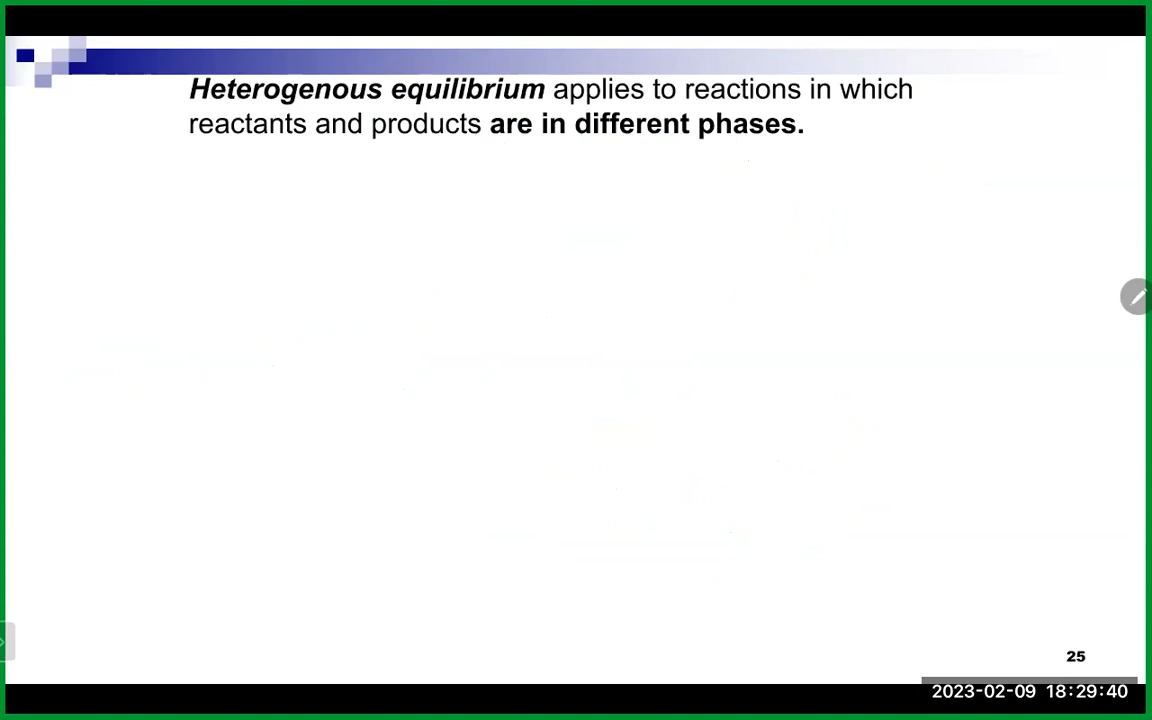 Heterogenous equilibrium applies to reactions in which
reactants and products are in different phases.
25
2023-02-09 18:29:40